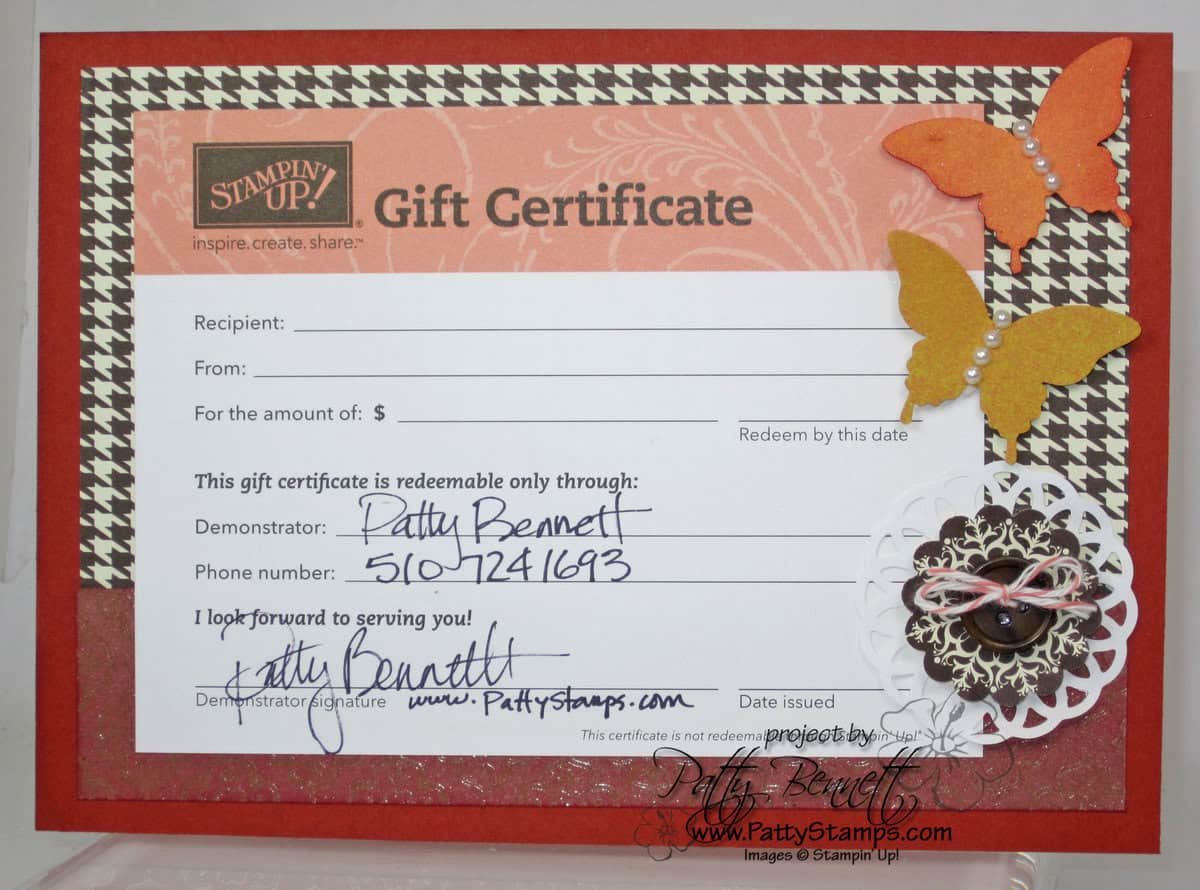 STAMPIN' UP!®
inspire.create.share.™
Gift Certificate
Recipient:
From:
For the amount of: $
Redeem by this date
This gift certificate is redeemable only through:
Demonstrator: Patty Bennett
Phone number: 510 7241693
I look forward to serving you!
Patty Bennett
Demonstrator signature www.PattyStamps.com
Date issued
This certificate is not redeemable Stampin' Up!®
project by
Patty Bennett
www.PattyStamps.com
Images © Stampin' Up!